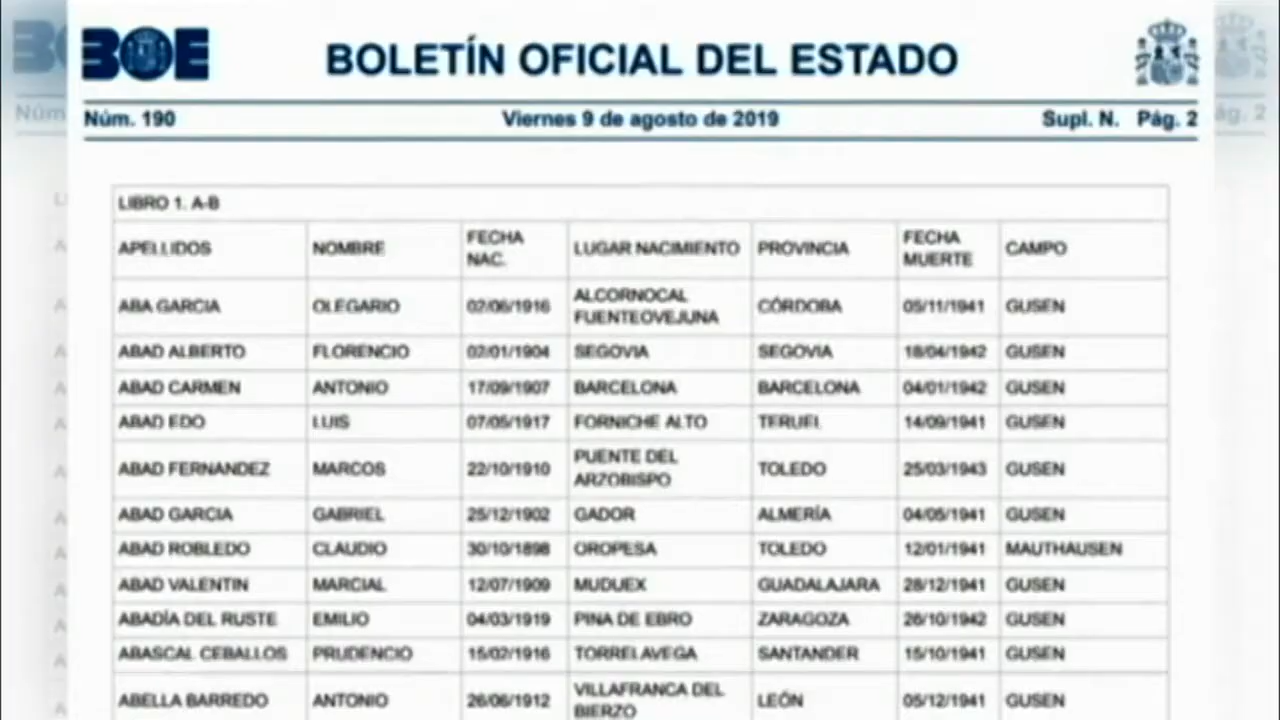 BOE BOLETÍN OFICIAL DEL ESTADO
Núm. 190 Viernes 9 de agosto de 2019 Supl. N. Pág. 2
LIBRO 1. A-B
APELLIDOS NOMBRE FECHA NAC. LUGAR NACIMIENTO PROVINCIA FECHA MUERTE CAMPO
ABA GARCIA OLEGARIO 02/06/1916 ALCORNOCAL FUENTEOVEJUNA CÓRDOBA 05/11/1941 GUSEN
ABAD ALBERTO FLORENCIO 02/01/1904 SEGOVIA SEGOVIA 18/04/1942 GUSEN
ABAD CARMEN ANTONIO 17/09/1907 BARCELONA BARCELONA 04/01/1942 GUSEN
ABAD EDO LUIS 07/05/1917 FORNICHE ALTO TERUEL 14/09/1941 GUSEN
ABAD FERNANDEZ MARCOS 22/10/1910 PUENTE DEL ARZOBISPO TOLEDO 25/03/1943 GUSEN
ABAD GARCIA GABRIEL 25/12/1902 GADOR ALMERÍA 04/05/1941 GUSEN
ABAD ROBLEDO CLAUDIO 30/10/1898 OROPESA TOLEDO 12/01/1941 MAUTHAUSEN
ABAD VALENTIN MARCIAL 12/07/1909 MUDUEX GUADALAJARA 28/12/1941 GUSEN
ABADÍA DEL RUSTE EMILIO 04/03/1919 PINA DE EBRO ZARAGOZA 26/10/1942 GUSEN
ABASCAL CEBALLOS PRUDENCIO 15/02/1916 TORRELAVEGA SANTANDER 15/10/1941 GUSEN
ABELLA BARREDO ANTONIO 26/06/1912 VILLAFRANCA DEL BIERZO LEÓN 05/12/1941 GUSEN